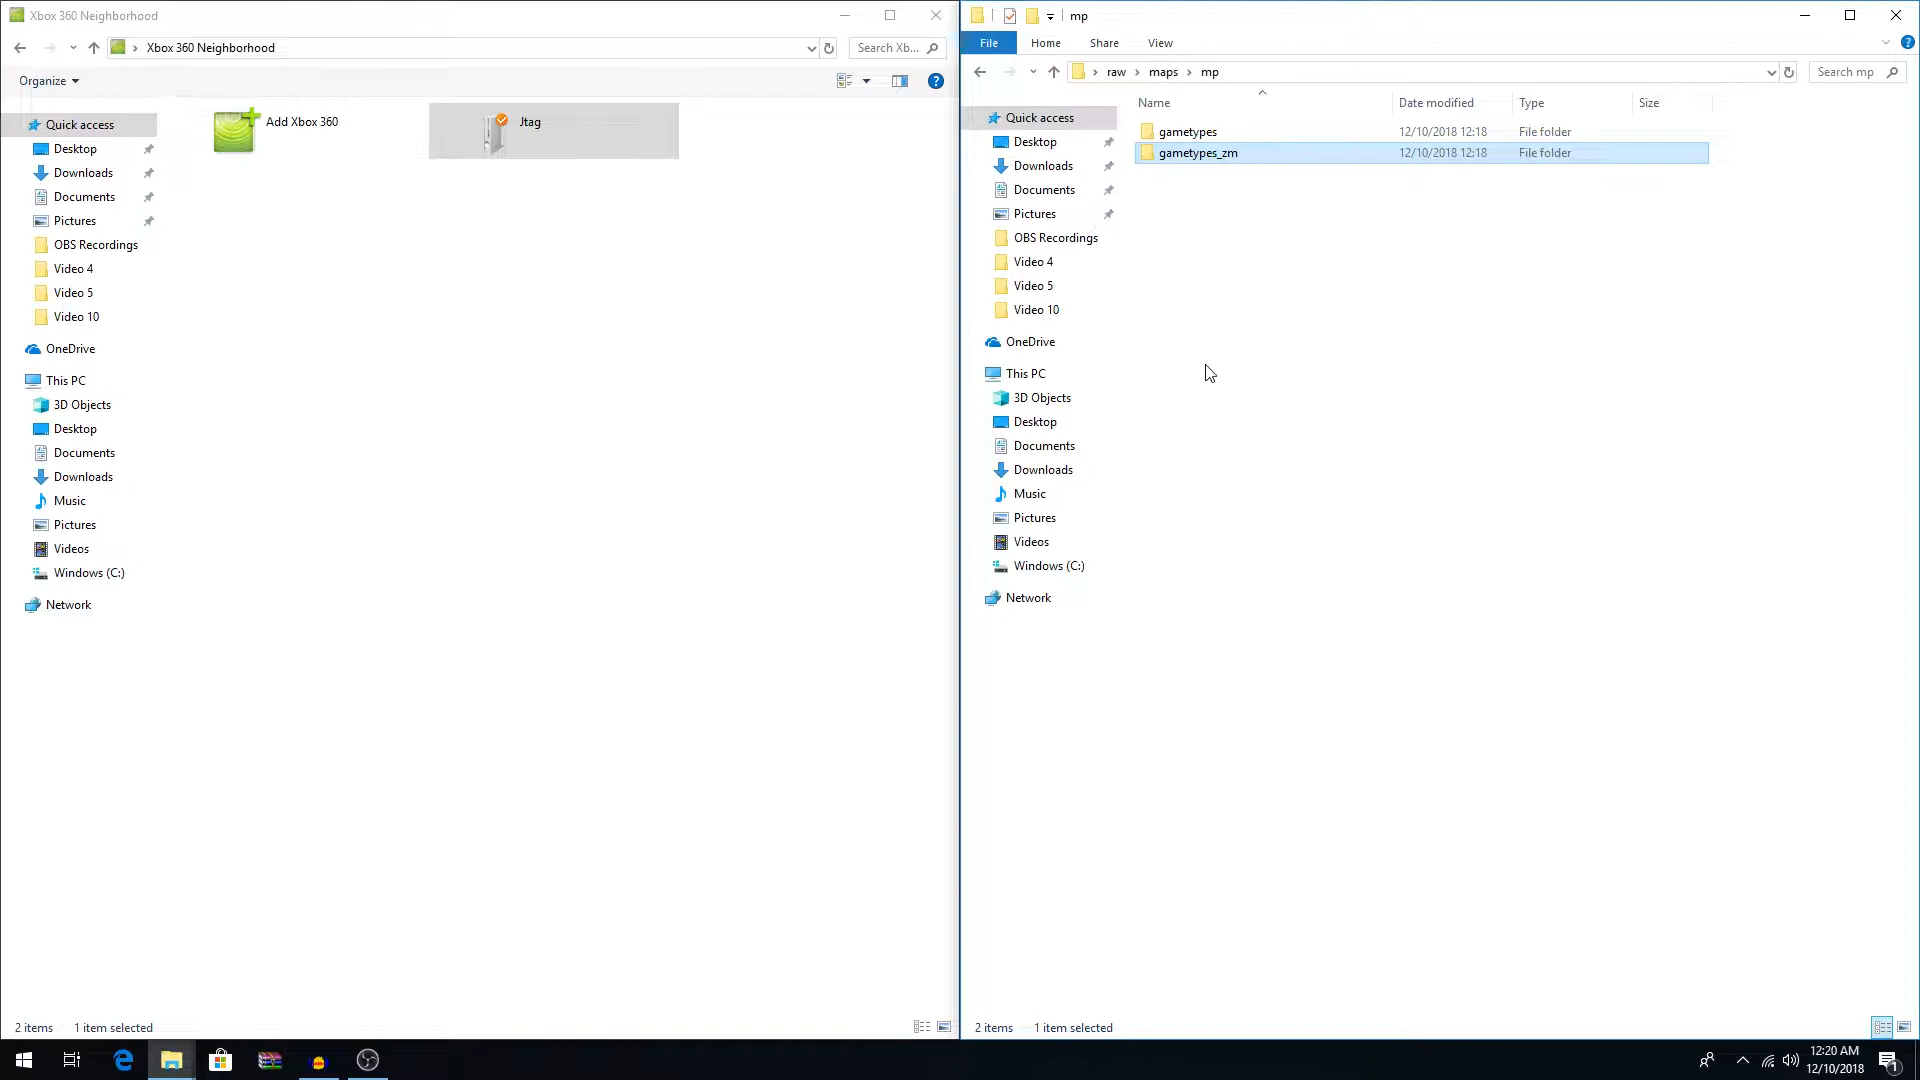 Xbox 360 Neighborhood
Xbox 360 Neighborhood
Search Xb...
Organize
Quick access
Desktop
Downloads
Documents
Pictures
OBS Recordings
Video 4
Video 5
Video 10
OneDrive
This PC
3D Objects
Desktop
Documents
Downloads
Music
Pictures
Videos
Windows (C:)
Network
Add Xbox 360
Jtag
2 items
1 item selected
mp
File
Home
Share
View
raw
maps
mp
Search mp
Quick access
Desktop
Downloads
Documents
Pictures
OBS Recordings
Video 4
Video 5
Video 10
OneDrive
This PC
3D Objects
Desktop
Documents
Downloads
Music
Pictures
Videos
Windows (C:)
Network
Name Date modified Type Size
gametypes 12/10/2018 12:18 File folder
gametypes_zm 12/10/2018 12:18 File folder
2 items
1 item selected
12:20 AM
12/10/2018
1